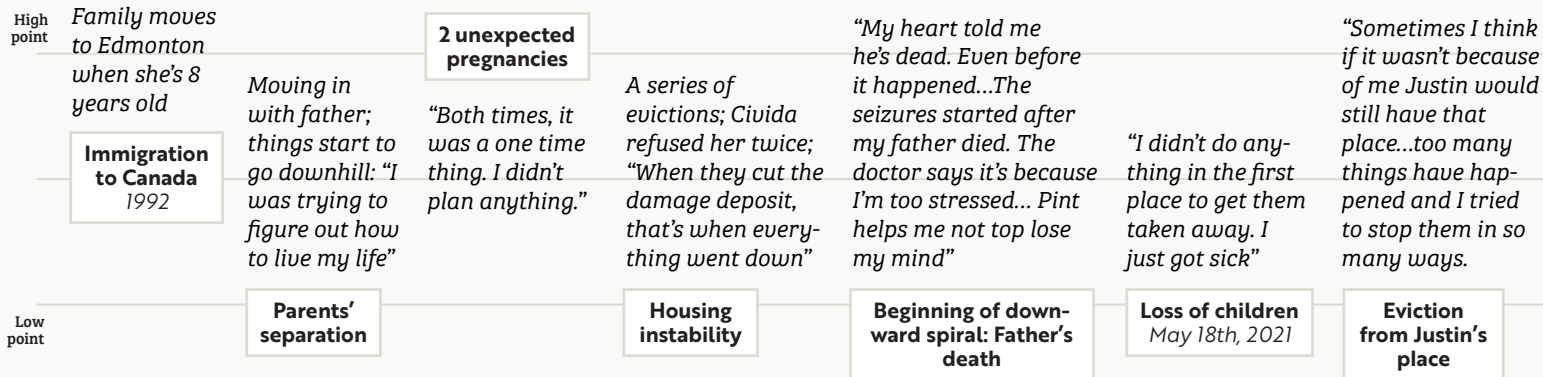 High
point
Family moves
to Edmonton
when she's 8
years old
Immigration
to Canada
1992
Moving in
with father;
things start to
go downhill: “I
was trying to
figure out how
to live my life”
Parents’
separation
2 unexpected
pregnancies
“Both times, it
was a one time
thing. I didn’t
plan anything.”
A series of
evictions; Civida
refused her twice;
“When they cut the
damage deposit,
that’s when every-
thing went down”
Housing
instability
“My heart told me
he’s dead. Even before
it happened...The
seizures started after
my father died. The
doctor says it’s because
I’m too stressed... Pint
helps me not top lose
my mind”
Beginning of down-
ward spiral: Father’s
death
“I didn’t do any-
thing in the first
place to get them
taken away. I
just got sick”
Loss of children
May 18th, 2021
“Sometimes I think
if it wasn’t because
of me Justin would
still have that
place...too many
things have hap-
pened and I tried
to stop them in so
many ways.
Eviction
from Justin’s
place
Low
point